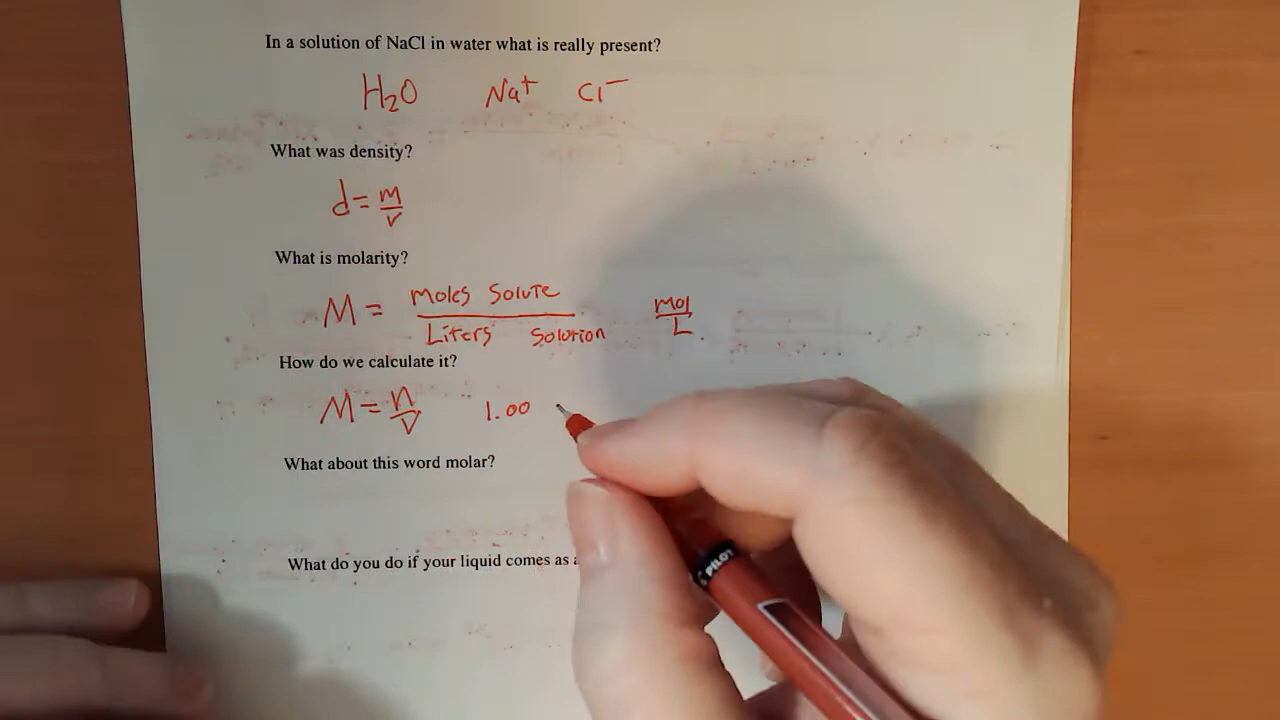 In a solution of NaCl in water what is really present?
H₂O Na⁺ Cl⁻
What was density?
d = m/v
What is molarity?
M = Moles Solute / Liters Solution mol/L
How do we calculate it?
M = n/V 1.00
What about this word molar?
What do you do if your liquid comes as a
PILOT